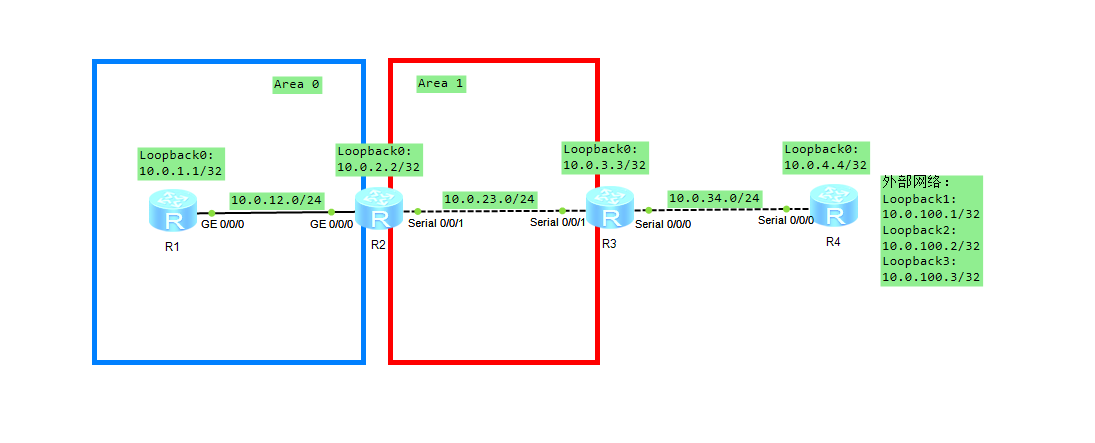 Area 0
Area 1
Loopback0:
10.0.1.1/32
Loopback0:
10.0.2.2/32
Loopback0:
10.0.3.3/32
Loopback0:
10.0.4.4/32
10.0.12.0/24
10.0.23.0/24
10.0.34.0/24
R
R
R
R
GE 0/0/0
GE 0/0/0
Serial 0/0/1
Serial 0/0/1
Serial 0/0/0
Serial 0/0/0
R1
R2
R3
R4
外部网络：
Loopback1:
10.0.100.1/32
Loopback2:
10.0.100.2/32
Loopback3:
10.0.100.3/32